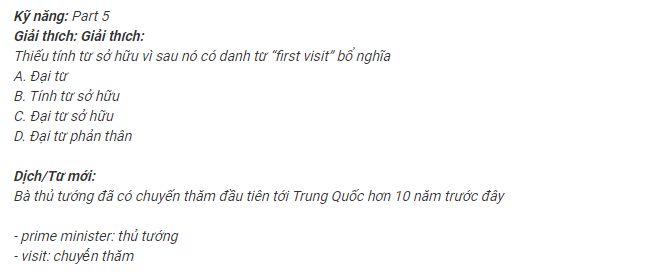 Kỹ năng: Part 5
Giải thích: Giải thích:
Thiếu tính từ sở hữu vì sau nó có danh từ “first visit” bổ nghĩa
A. Đại từ
B. Tính từ sở hữu
C. Đại từ sở hữu
D. Đại từ phản thân
Dịch/Từ mới:
Bà thủ tướng đã có chuyến thăm đầu tiên tới Trung Quốc hơn 10 năm trước đây
- prime minister: thủ tướng
- visit: chuyến thăm